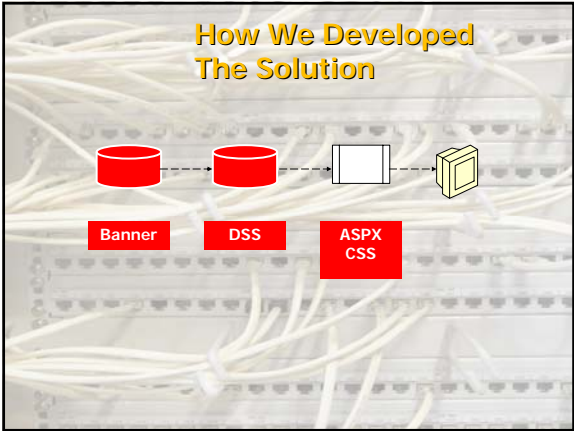 How We Developed
The Solution
Banner
DSS
ASPX
CSS